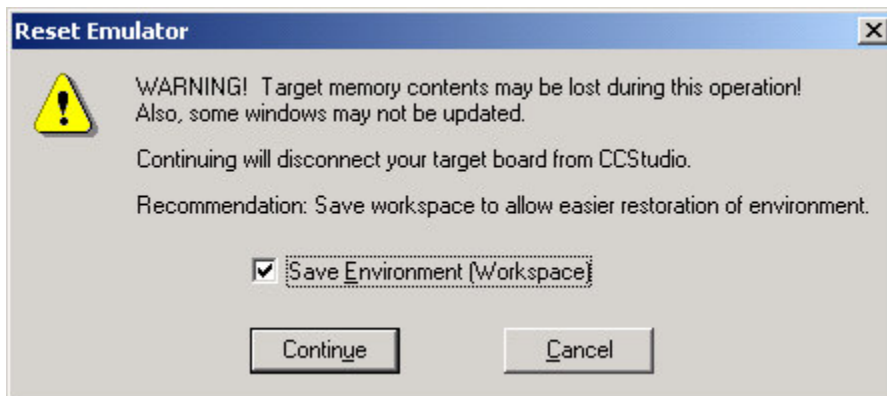 Reset Emulator
WARNING!  Target memory contents may be lost during this operation!
Also, some windows may not be updated.
Continuing will disconnect your target board from CCStudio.
Recommendation: Save workspace to allow easier restoration of environment.
Save Environment (Workspace)
Continue
Cancel